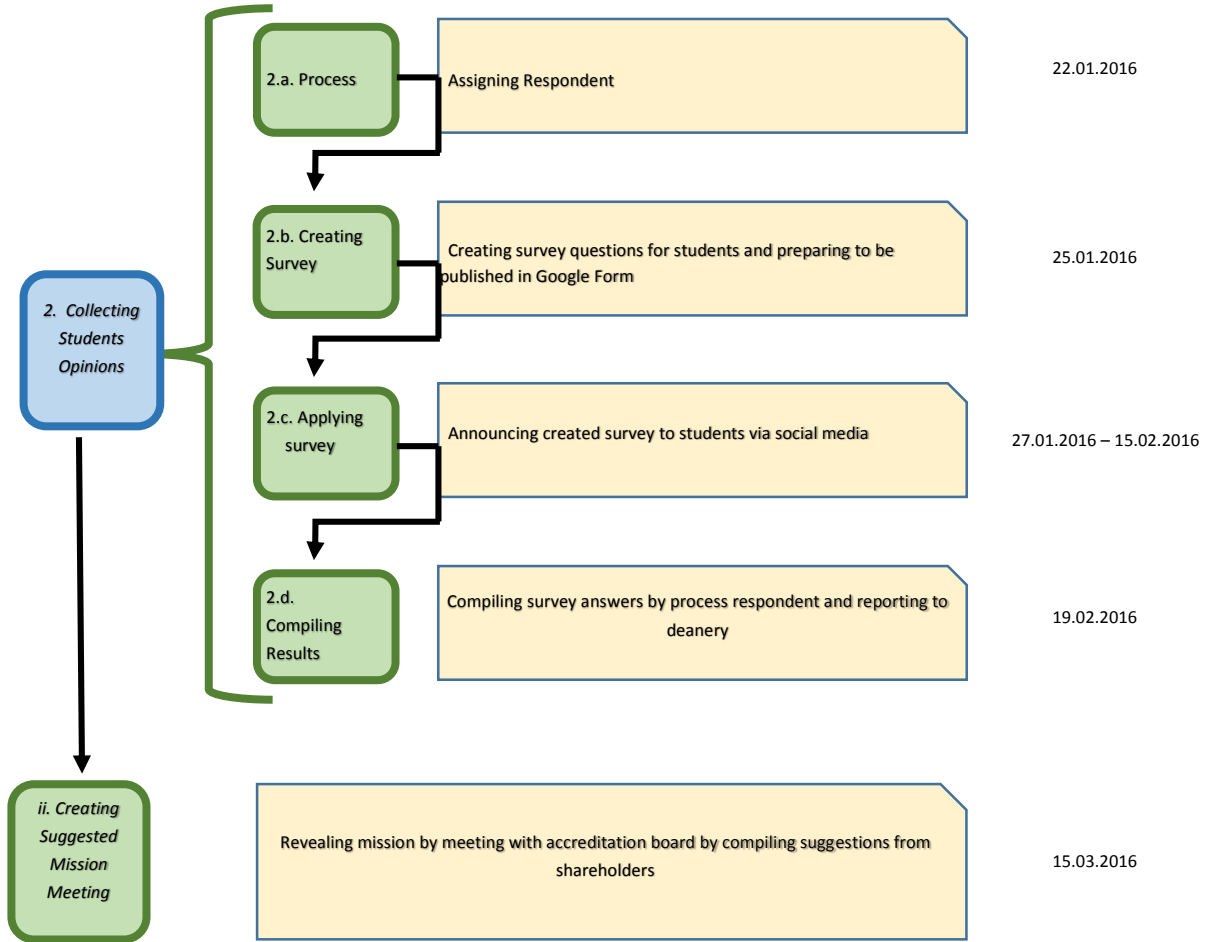 2.a. Process
Assigning Respondent
22.01.2016
2.b. Creating
Survey
Creating survey questions for students and preparing to be
published in Google Form
25.01.2016
2. Collecting
Students
Opinions
2.c. Applying
survey
Announcing created survey to students via social media
27.01.2016 – 15.02.2016
2.d.
Compiling
Results
Compiling survey answers by process respondent and reporting to
deanery
19.02.2016
ii. Creating
Suggested
Mission
Meeting
Revealing mission by meeting with accreditation board by compiling suggestions from
shareholders
15.03.2016